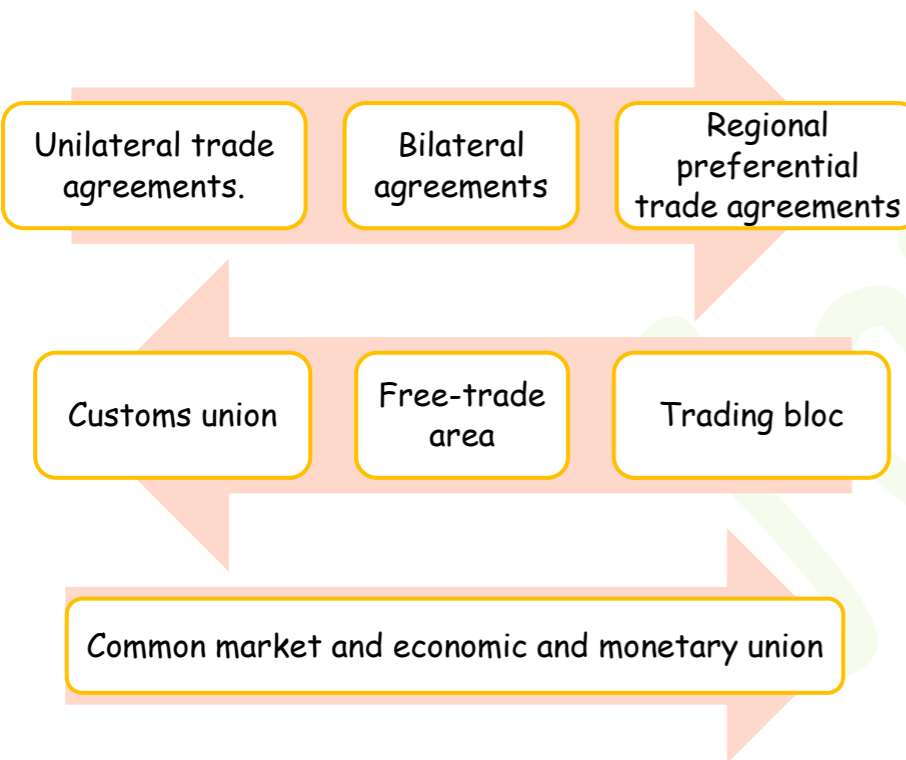 Unilateral trade
agreements.
Bilateral
agreements
Regional
preferential
trade agreements
Customs union
Free-trade
area
Trading bloc
Common market and economic and monetary union